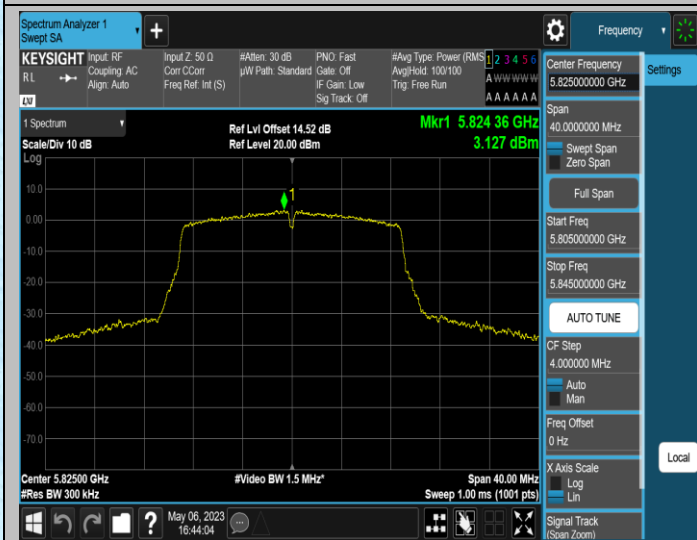 Spectrum Analyzer 1
Swept SA
+
Frequency
KEYSIGHT
R L
LXI
Input: RF
Coupling: AC
Align: Auto
Input Z: 50 Ω
Corr CCorr
Freq Ref: Int (S)
#Atten: 30 dB
µW Path: Standard
PNO: Fast
Gate: Off
IF Gain: Low
Sig Track: Off
#Avg Type: Power (RMS
Avg|Hold: 100/100
Trig: Free Run
1 2 3 4 5 6
A W W W W W
A A A A A A
1 Spectrum
Scale/Div 10 dB
Log
Ref Lvl Offset 14.52 dB
Ref Level 20.00 dBm
Mkr1 5.824 36 GHz
3.127 dBm
1
10.0
0.00
-10.0
-20.0
-30.0
-40.0
-50.0
-60.0
-70.0
Center 5.82500 GHz
#Res BW 300 kHz
#Video BW 1.5 MHz*
Span 40.00 MHz
Sweep 1.00 ms (1001 pts)
Center Frequency
5.825000000 GHz
Settings
Span
40.0000000 MHz
Swept Span
Zero Span
Full Span
Start Freq
5.805000000 GHz
Stop Freq
5.845000000 GHz
AUTO TUNE
CF Step
4.000000 MHz
Auto
Man
Freq Offset
0 Hz
X Axis Scale
Log
Lin
Local
Signal Track
(Span Zoom)
?
May 06, 2023
16:44:04